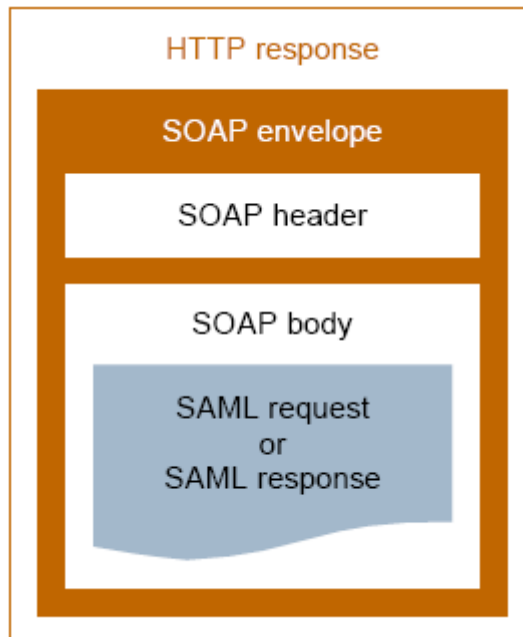 HTTP response
SOAP envelope
SOAP header
SOAP body
SAML request
or
SAML response